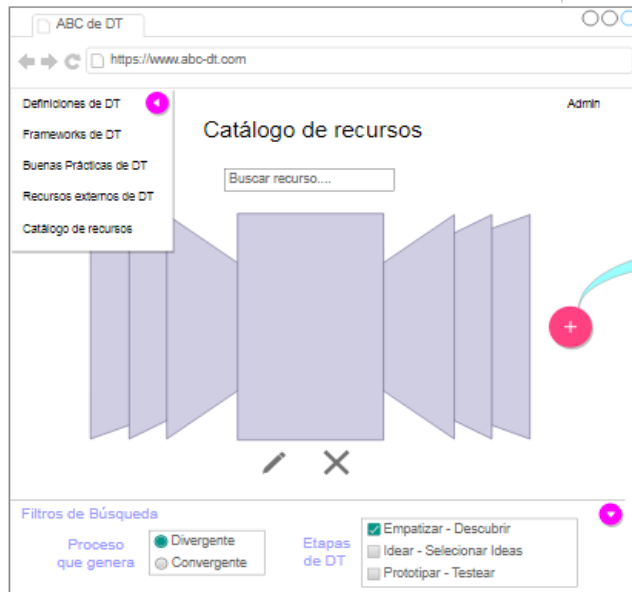 ABC de DT
https://www.abc-dt.com
Definiciones de DT
Admin
Frameworks de DT
Catálogo de recursos
Buenas Prácticas de DT
Buscar recurso....
Recursos externos de DT
Catálogo de recursos
+
Filtros de Búsqueda
Proceso
que genera
Divergente
Convergente
Etapas
de DT
Empatizar - Descubrir
Idear - Selecionar Ideas
Prototipar - Testear